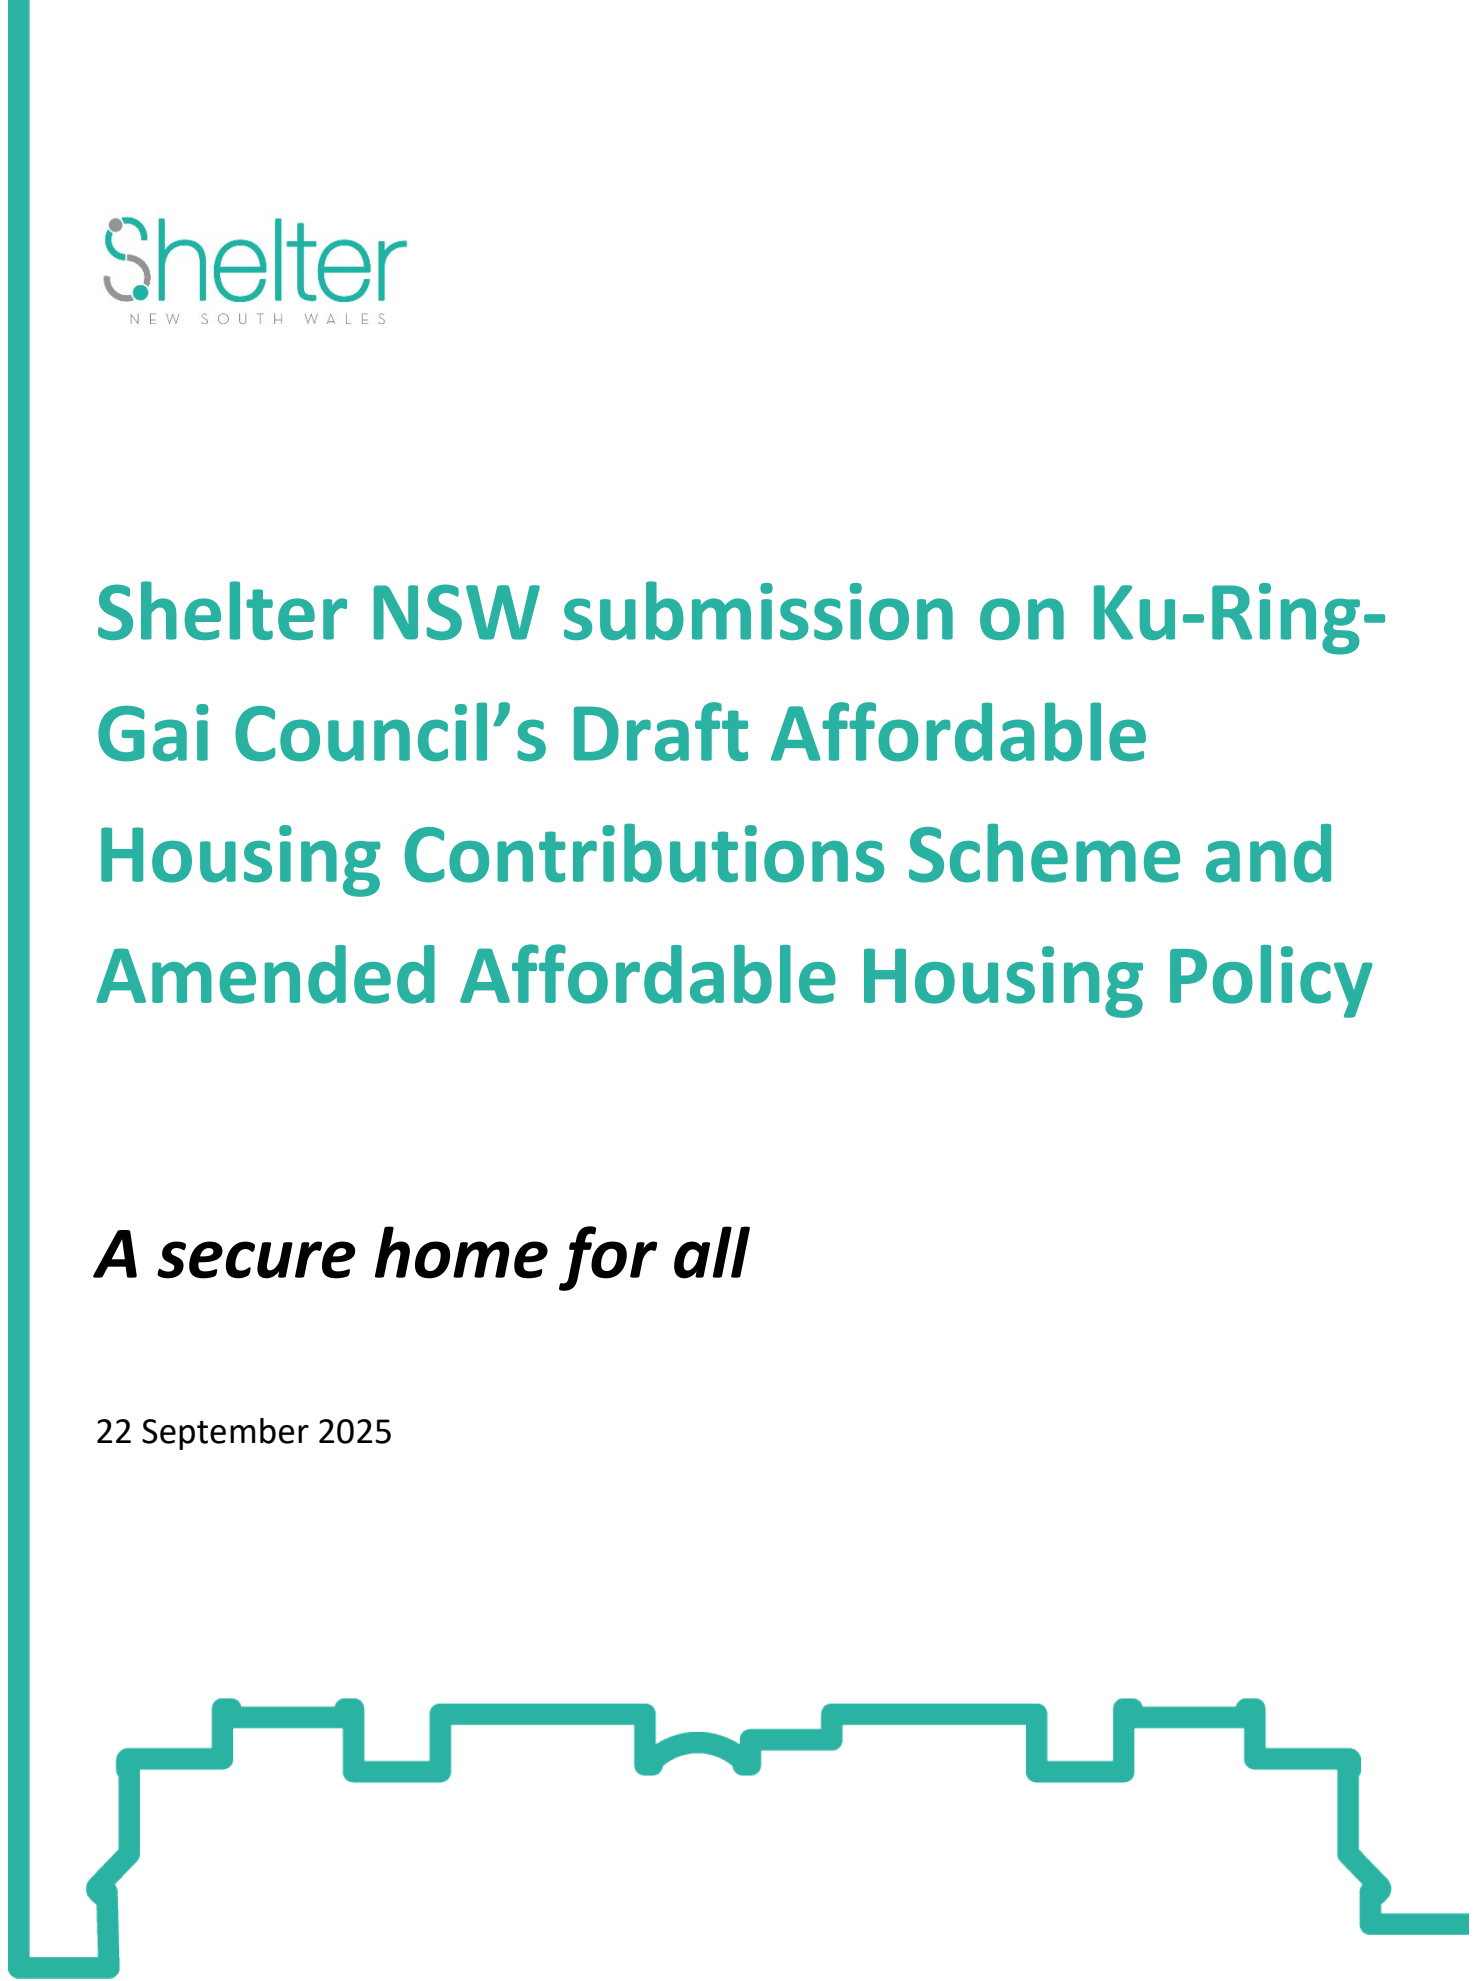 Shelter
NEW SOUTH WALES
Shelter NSW submission on Ku-Ring-
Gai Council’s Draft Affordable
Housing Contributions Scheme and
Amended Affordable Housing Policy
A secure home for all
22 September 2025